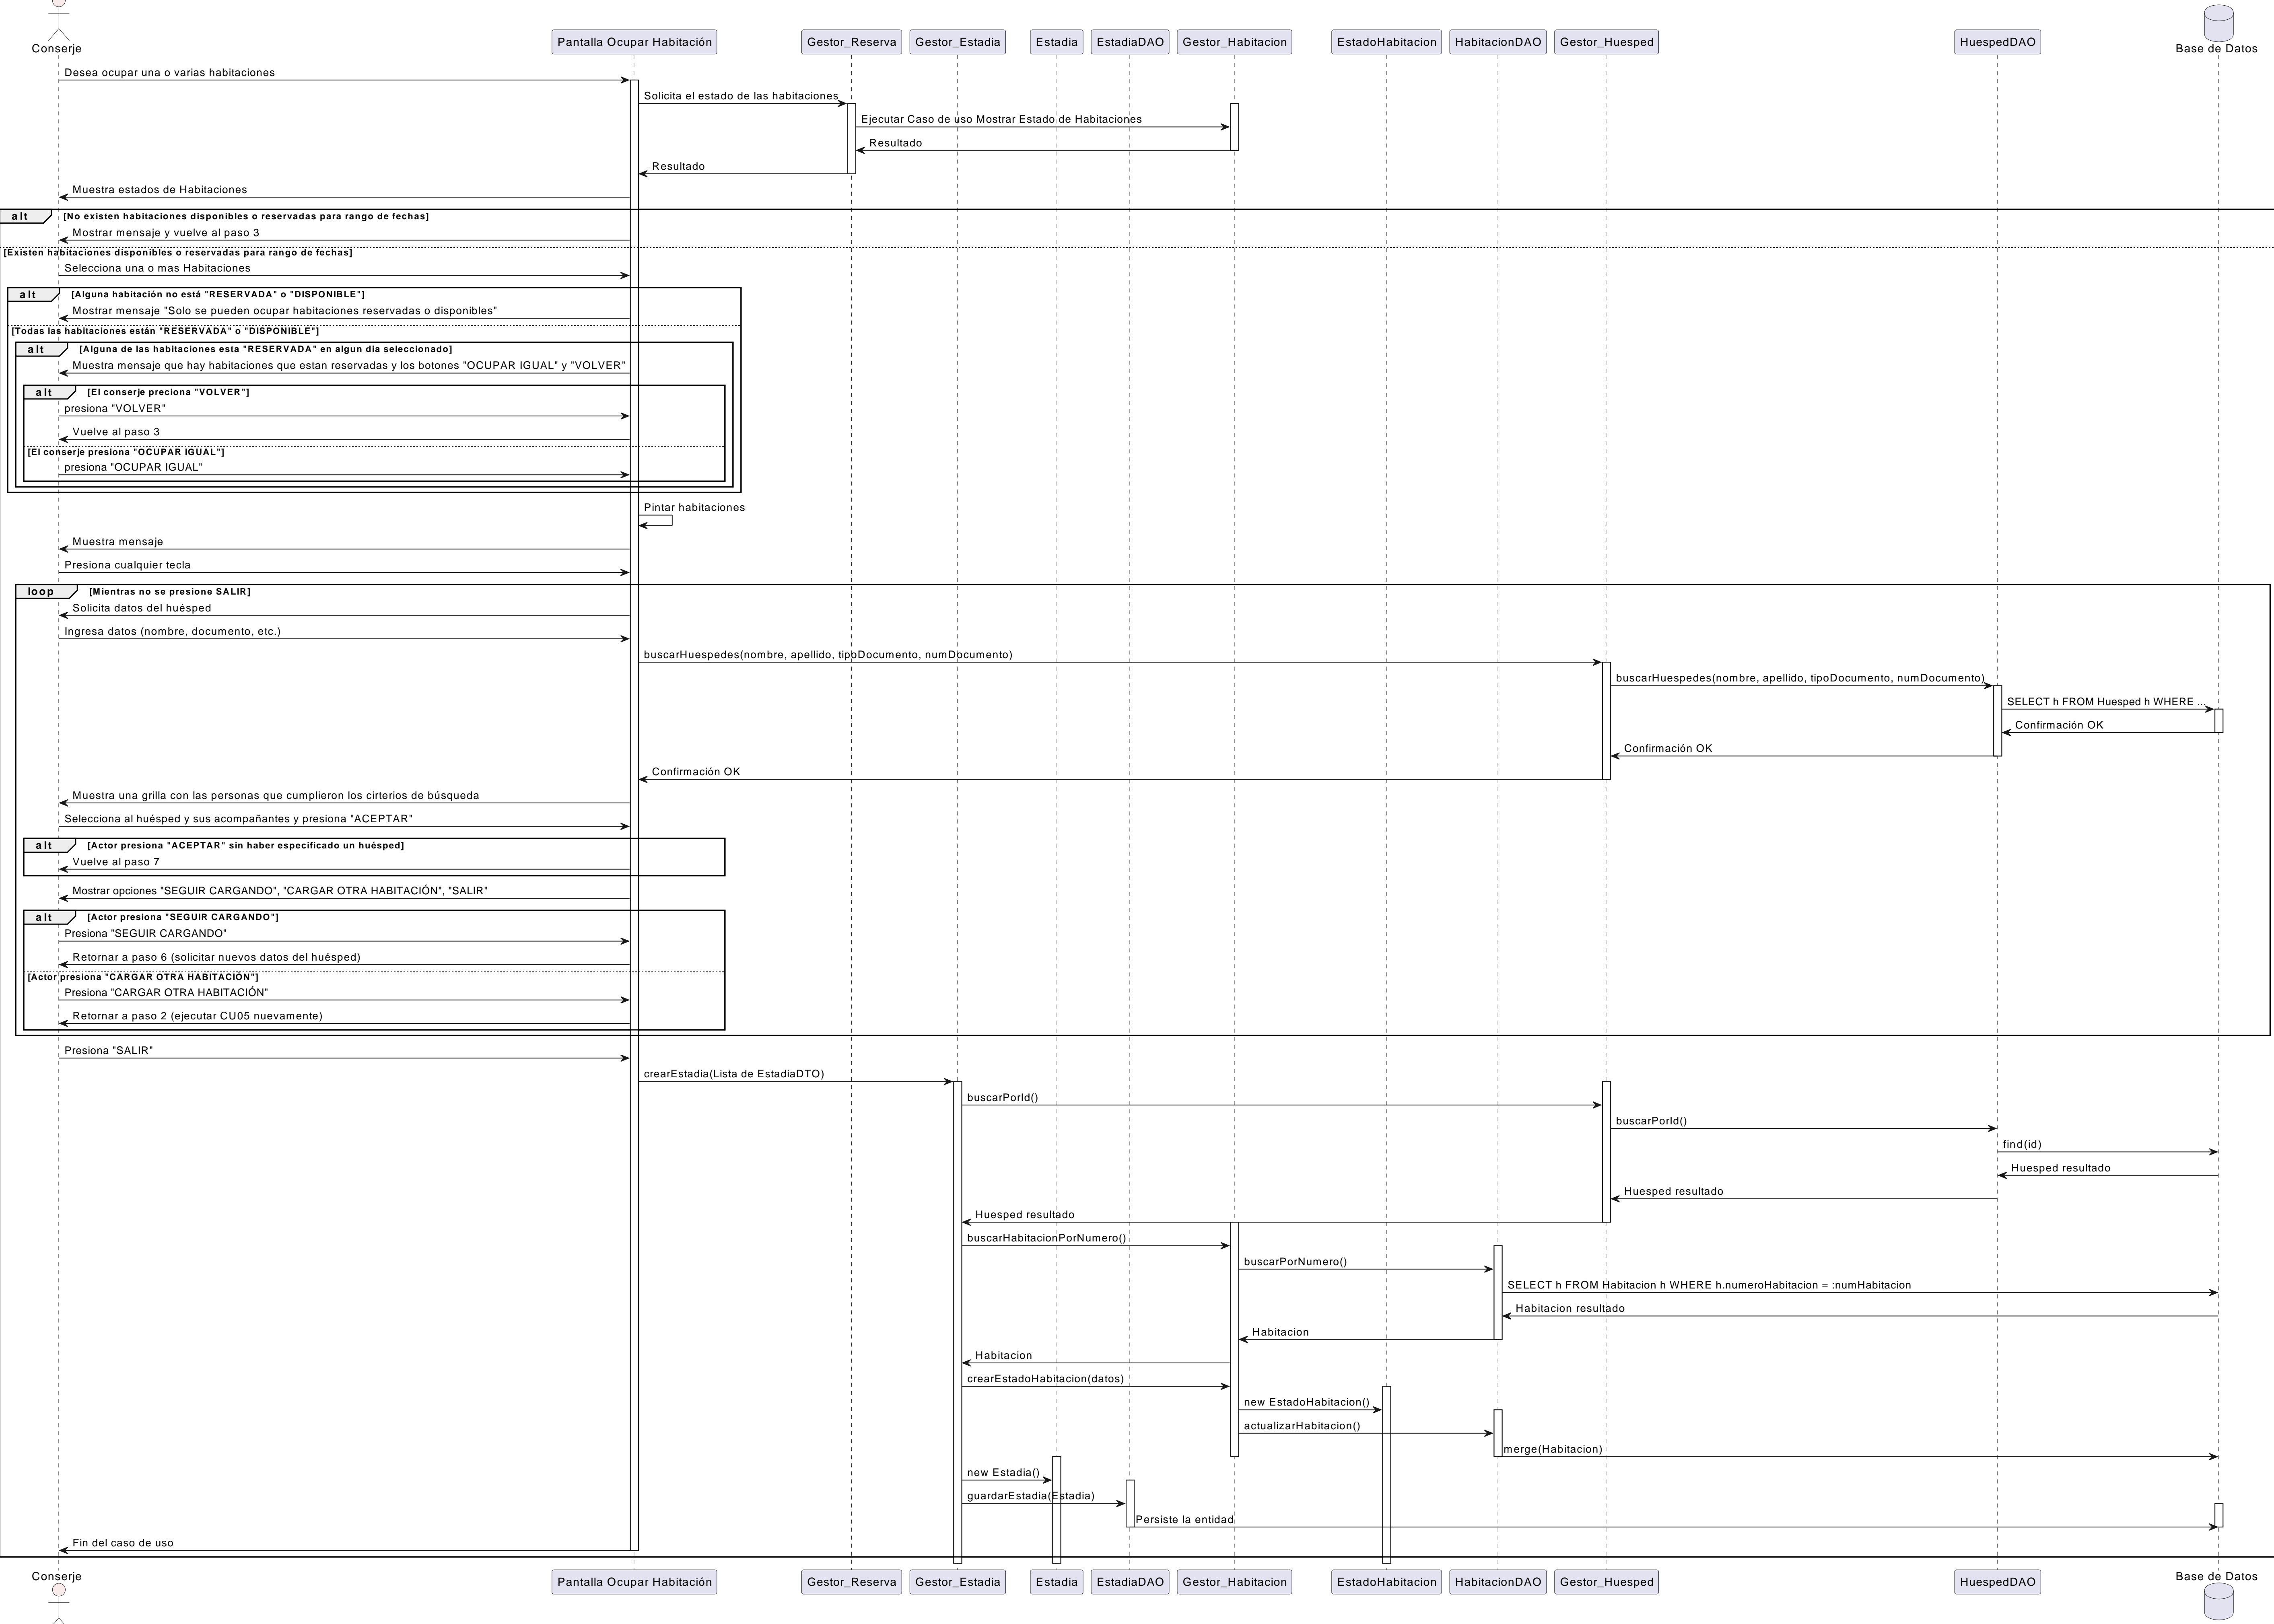 Conserje
Pantalla Ocupar Habitación
Gestor_Reserva
Gestor_Estadia
Estadia
EstadiaDAO
Gestor_Habitacion
EstadoHabitacion
HabitacionDAO
Gestor_Huesped
HuespedDAO
Base de Datos
Desea ocupar una o varias habitaciones
Solicita el estado de las habitaciones
Ejecutar Caso de uso Mostrar Estado de Habitaciones
Resultado
Resultado
Muestra estados de Habitaciones
alt [No existen habitaciones disponibles o reservadas para rango de fechas]
Mostrar mensaje y vuelve al paso 3
[Existen habitaciones disponibles o reservadas para rango de fechas]
Selecciona una o mas Habitaciones
alt [Alguna habitación no está "RESERVADA" o "DISPONIBLE"]
Mostrar mensaje "Solo se pueden ocupar habitaciones reservadas o disponibles"
[Todas las habitaciones están "RESERVADA" o "DISPONIBLE"]
alt [Alguna de las habitaciones esta "RESERVADA" en algun dia seleccionado]
Muestra mensaje que hay habitaciones que estan reservadas y los botones "OCUPAR IGUAL" y "VOLVER"
alt [El conserje preciona "VOLVER"]
presiona "VOLVER"
Vuelve al paso 3
[El conserje presiona "OCUPAR IGUAL"]
presiona "OCUPAR IGUAL"
Pintar habitaciones
Muestra mensaje
Presiona cualquier tecla
loop [Mientras no se presione SALIR]
Solicita datos del huésped
Ingresa datos (nombre, documento, etc.)
buscarHuespedes(nombre, apellido, tipoDocumento, numDocumento)
buscarHuespedes(nombre, apellido, tipoDocumento, numDocumento)
SELECT h FROM Huesped h WHERE ...
Confirmación OK
Confirmación OK
Confirmación OK
Muestra una grilla con las personas que cumplieron los cirterios de búsqueda
Selecciona al huésped y sus acompañantes y presiona "ACEPTAR"
alt [Actor presiona "ACEPTAR" sin haber especificado un huésped]
Vuelve al paso 7
Mostrar opciones "SEGUIR CARGANDO", "CARGAR OTRA HABITACIÓN", "SALIR"
alt [Actor presiona "SEGUIR CARGANDO"]
Presiona "SEGUIR CARGANDO"
Retornar a paso 6 (solicitar nuevos datos del huésped)
[Actor presiona "CARGAR OTRA HABITACIÓN"]
Presiona "CARGAR OTRA HABITACIÓN"
Retornar a paso 2 (ejecutar CU05 nuevamente)
Presiona "SALIR"
crearEstadia(Lista de EstadiaDTO)
buscarPorId()
buscarPorId()
find(id)
Huesped resultado
Huesped resultado
Huesped resultado
buscarHabitacionPorNumero()
buscarPorNumero()
SELECT h FROM Habitacion h WHERE h.numeroHabitacion = :numHabitacion
Habitacion resultado
Habitacion
Habitacion
crearEstadoHabitacion(datos)
new EstadoHabitacion()
actualizarHabitacion()
merge(Habitacion)
new Estadia()
guardarEstadia(Estadia)
Persiste la entidad
Fin del caso de uso
Conserje
Pantalla Ocupar Habitación
Gestor_Reserva
Gestor_Estadia
Estadia
EstadiaDAO
Gestor_Habitacion
EstadoHabitacion
HabitacionDAO
Gestor_Huesped
HuespedDAO
Base de Datos